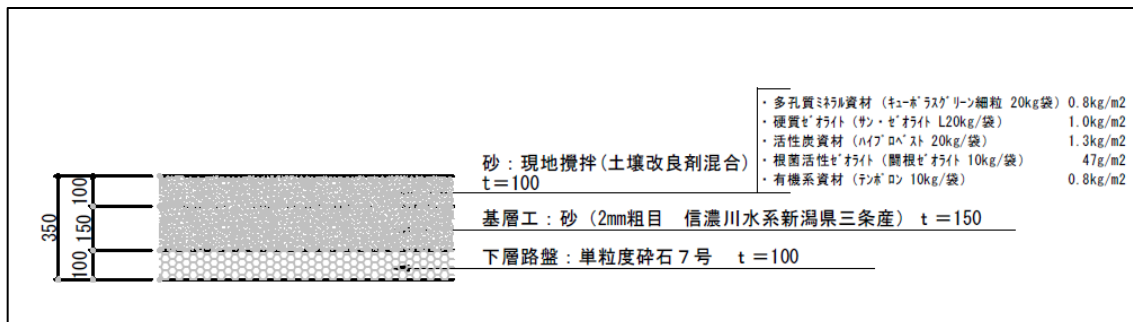 ・多孔質ﾐﾈﾗﾙ資材 (ｷｭｰﾎﾟﾗｽｸﾞﾘｰﾝ細粒 20kg袋) 0.8kg/m2
・硬質ｾﾞｵﾗｲﾄ (ｻﾝ・ｾﾞｵﾗｲﾄ L20kg/袋) 1.0kg/m2
・活性炭資材 (ﾊｲﾌﾟﾛﾍﾞｽﾄ 20kg/袋) 1.3kg/m2
・根菌活性ｾﾞｵﾗｲﾄ (開根ｾﾞｵﾗｲﾄ 10kg/袋) 47g/m2
・有機系資材 (ﾃﾝﾎﾟﾛﾝ 10kg/袋) 0.8kg/m2
砂：現地攪拌(土壌改良剤混合)
t=100
基層工：砂 (2mm粗目 信濃川水系新潟県三条産) t=150
下層路盤：単粒度砕石7号 t=100
350
100
150
100